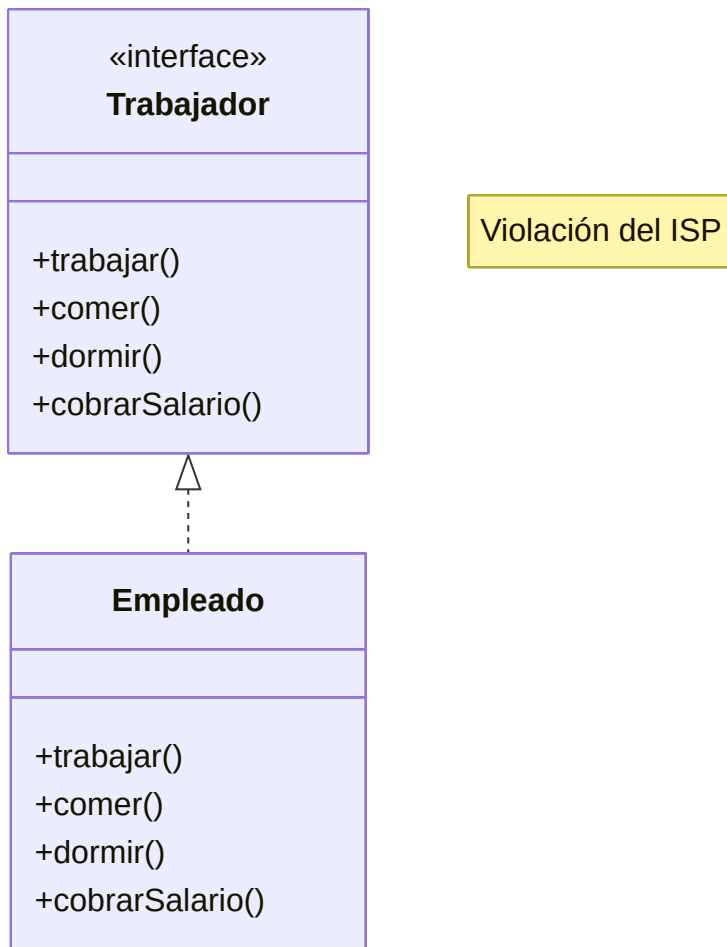 «interface»
Trabajador
+trabajar()
+comer()
+dormir()
+cobrarSalario()
Violación del ISP
Empleado
+trabajar()
+comer()
+dormir()
+cobrarSalario()